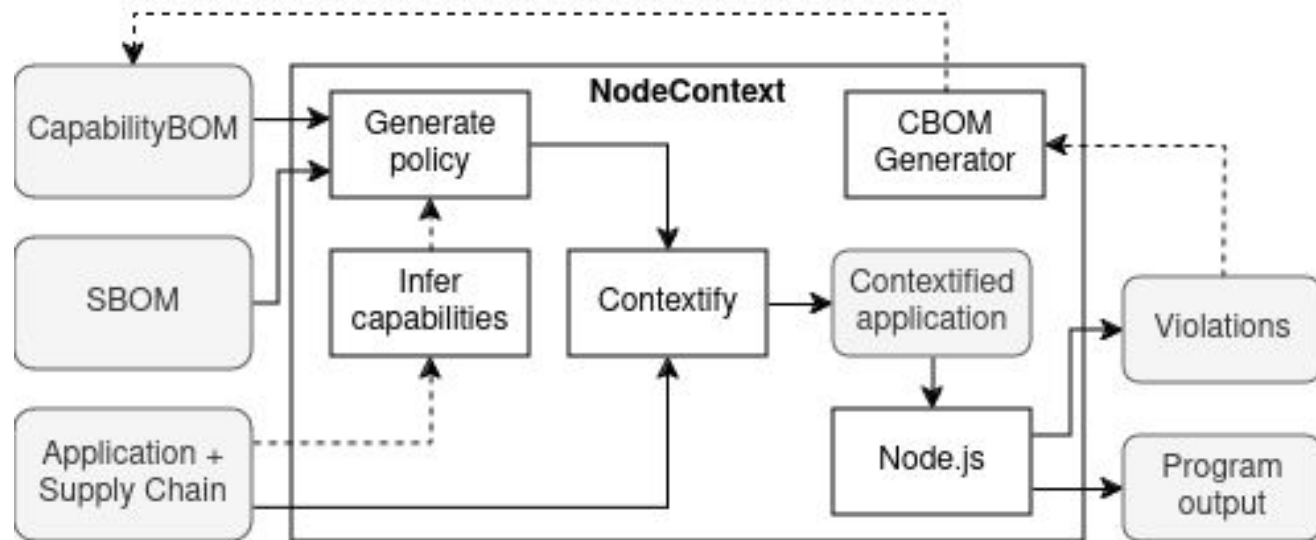 NodeContext
CapabilityBOM
Generate
policy
CBOM
Generator
SBOM
Infer
capabilities
Contextify
Contextified
application
Violations
Application +
Supply Chain
Node.js
Program
output